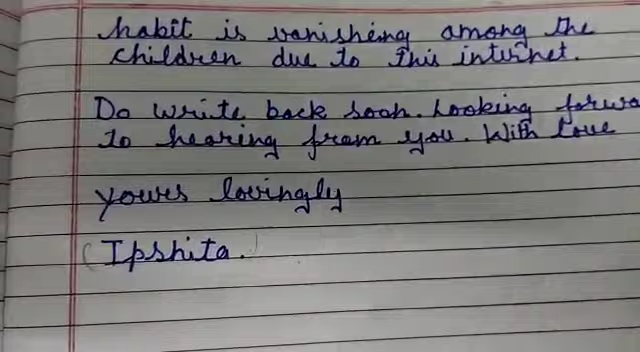 habit is vanishing among the
children due to this internet.
Do write back soon. Looking forwa
to hearing from you. With love
yours lovingly
(Ipshita.)